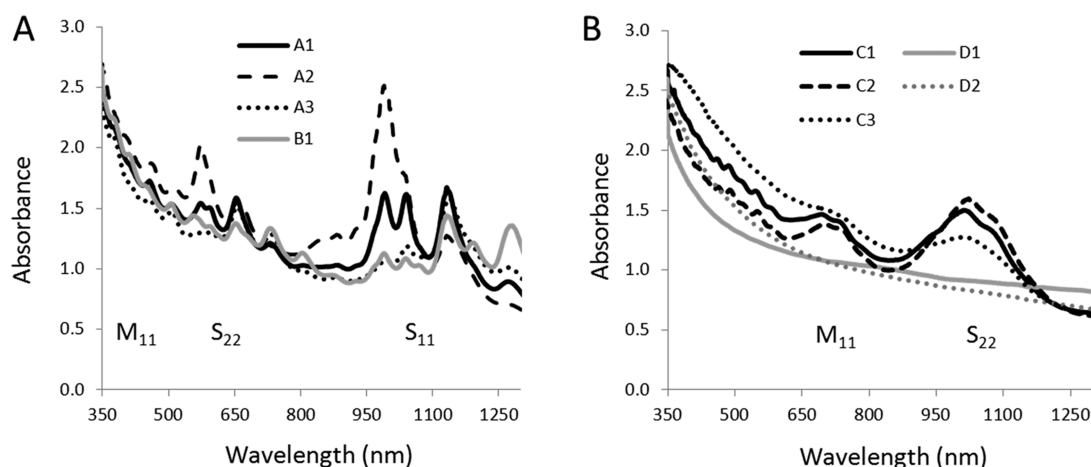 A
Absorbance
3.0
2.5
2.0
1.5
1.0
0.5
0.0
A1
A2
A3
B1
M₁₁ S₂₂ S₁₁
350 500 650 800 950 1100 1250
Wavelength (nm)
B
Absorbance
3.0
2.5
2.0
1.5
1.0
0.5
0.0
C1 D1
C2 D2
C3
M₁₁ S₂₂
350 500 650 800 950 1100 1250
Wavelength (nm)